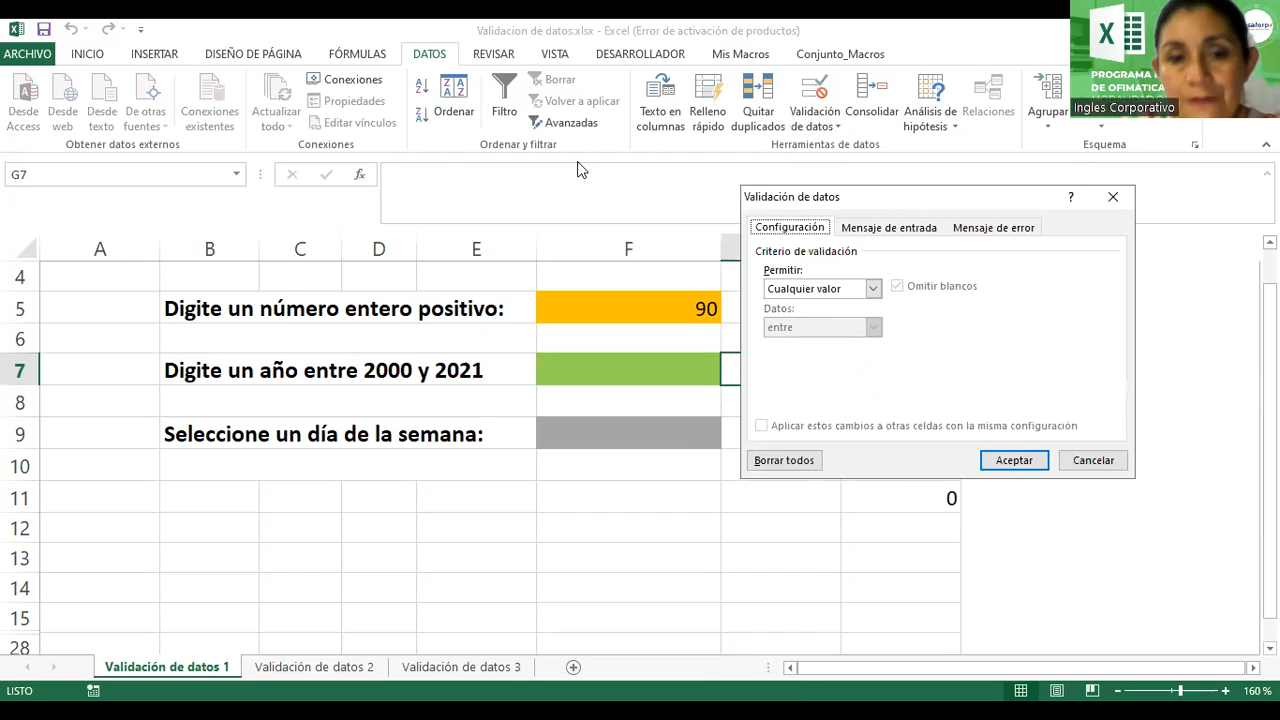 Validacion de datos.xlsx - Excel (Error de activación de productos)
ARCHIVO INICIO INSERTAR DISEÑO DE PÁGINA FÓRMULAS DATOS REVISAR VISTA DESARROLLADOR Mis Macros Conjunto_Macros
Desde Access
Desde web
Desde texto
De otras fuentes
Conexiones existentes
Actualizar todo
Conexiones
Propiedades
Editar vínculos
Ordenar
Filtro
Borrar
Volver a aplicar
Avanzadas
Texto en columnas
Relleno rápido
Quitar duplicados
Validación de datos
Consolidar
Análisis de hipótesis
Relaciones
Agrupar
Obtener datos externos Conexiones Ordenar y filtrar Herramientas de datos Esquema
PROGRAMA
DE OFIMÁTICA
Ingles Corporativo
G7
fx
Validación de datos ?
Configuración Mensaje de entrada Mensaje de error
Criterio de validación
Permitir:
Cualquier valor Omitir blancos
Datos:
entre
Aplicar estos cambios a otras celdas con la misma configuración
Borrar todos Aceptar Cancelar
A B C D E F
4
5 Digite un número entero positivo: 90
6
7 Digite un año entre 2000 y 2021
8
9 Seleccione un día de la semana:
10
11 0
12
13
14
15
28
Validación de datos 1 Validación de datos 2 Validación de datos 3
LISTO 160 %